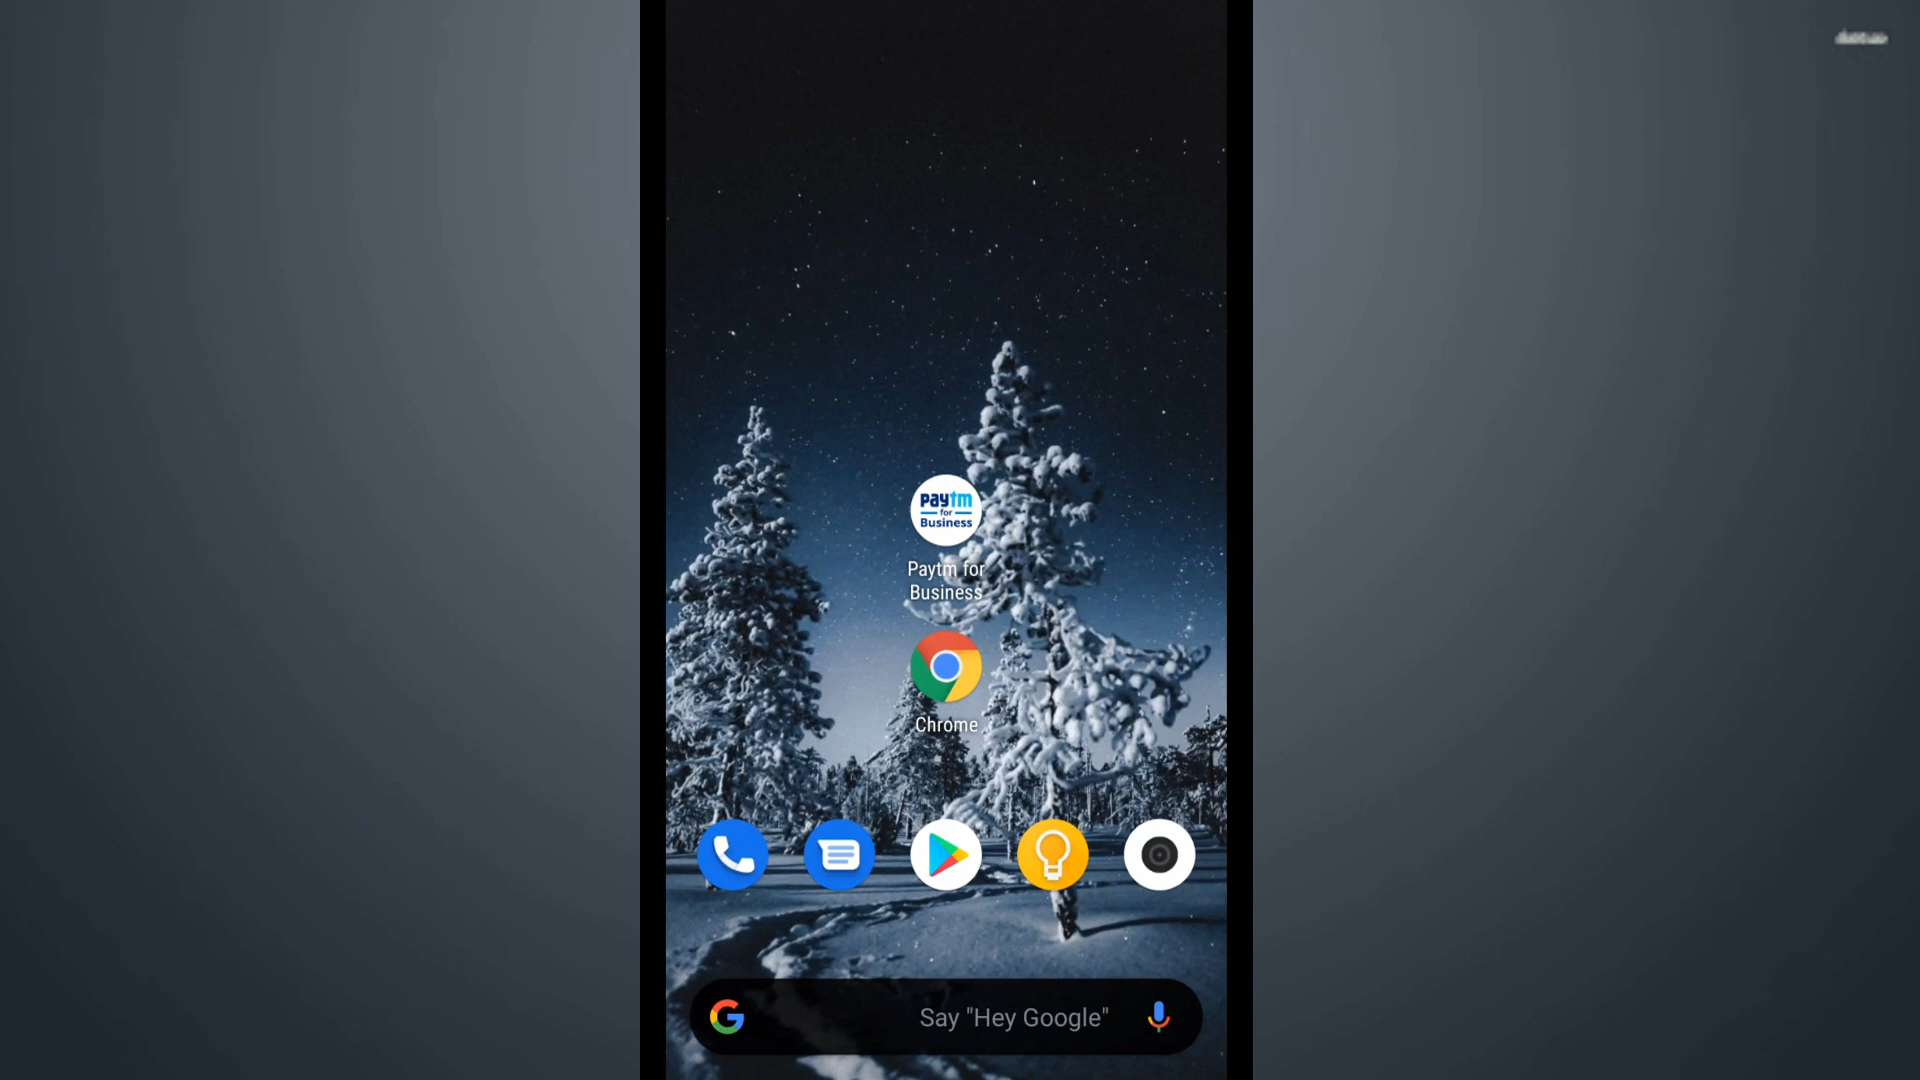 paytm
for
Business
Paytm for
Business
Chrome
Say "Hey Google"